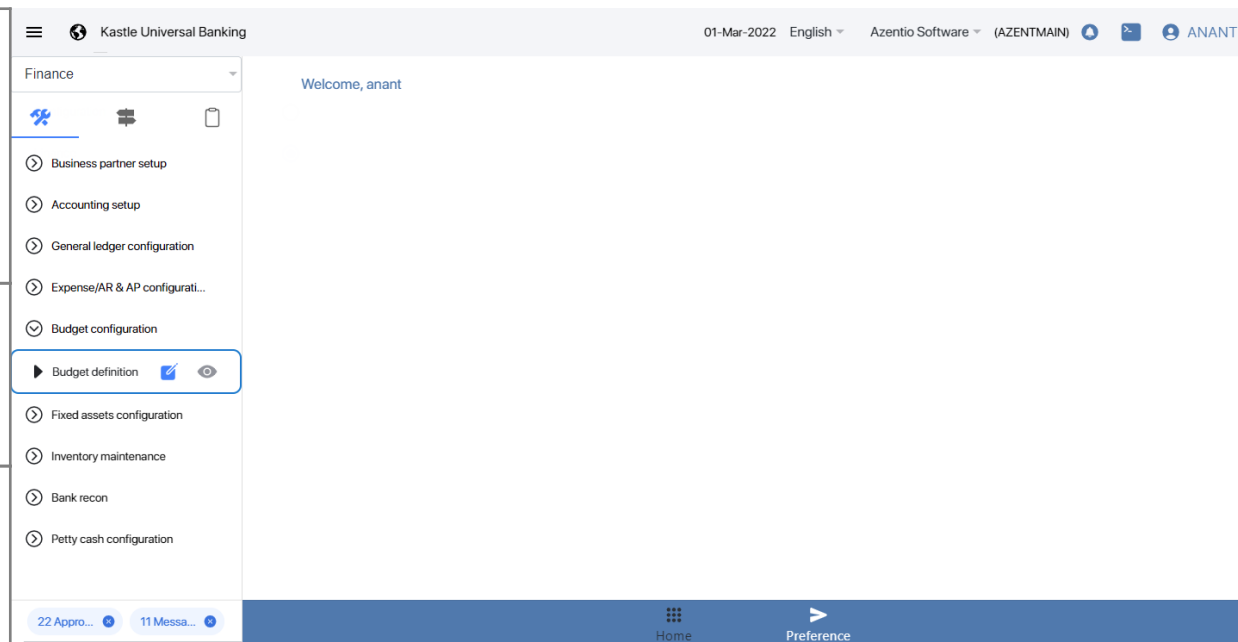 Kastle Universal Banking
01-Mar-2022 English Azentio Software (AZENTMAIN) ANANT
Finance
Welcome, anant
Business partner setup
Accounting setup
General ledger configuration
Expense/AR & AP configurati...
Budget configuration
Budget definition
Fixed assets configuration
Inventory maintenance
Bank recon
Petty cash configuration
22 Appro... 11 Messa...
Home Preference